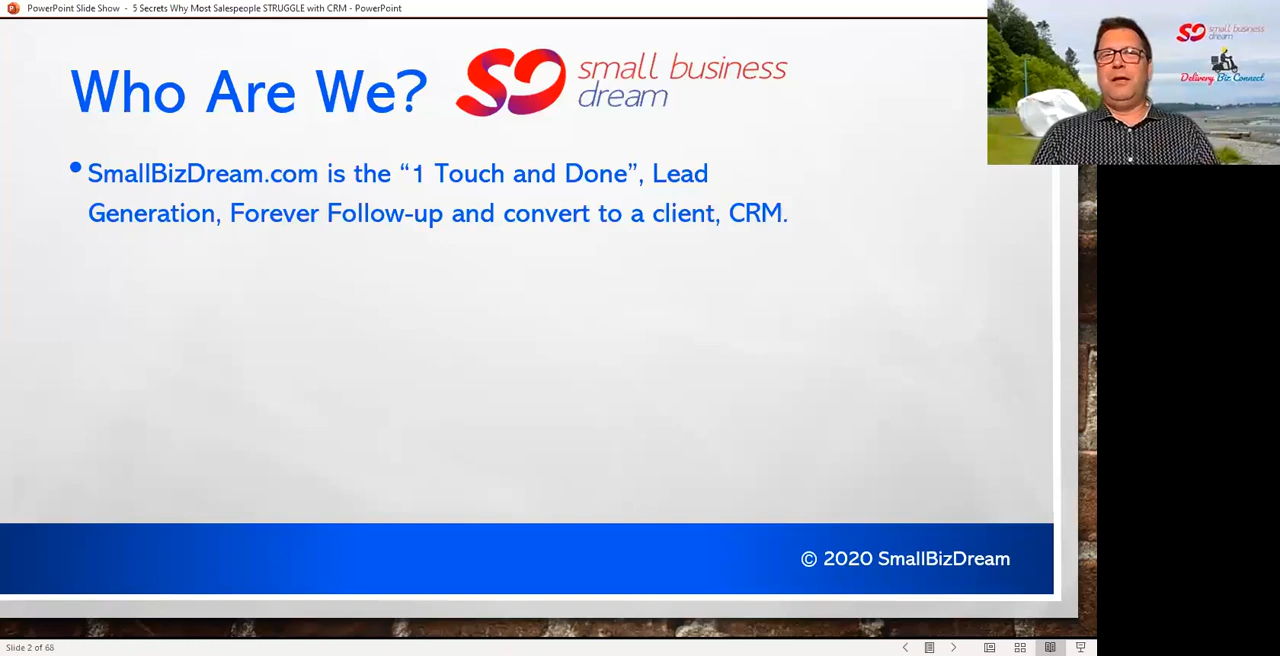 PowerPoint Slide Show - 5 Secrets Why Most Salespeople STRUGGLE with CRM - PowerPoint
Who Are We?
small business
dream
• SmallBizDream.com is the “1 Touch and Done”, Lead
Generation, Forever Follow-up and convert to a client, CRM.
© 2020 SmallBizDream
small business
dream
Delivery Biz Connect
Slide 2 of 68